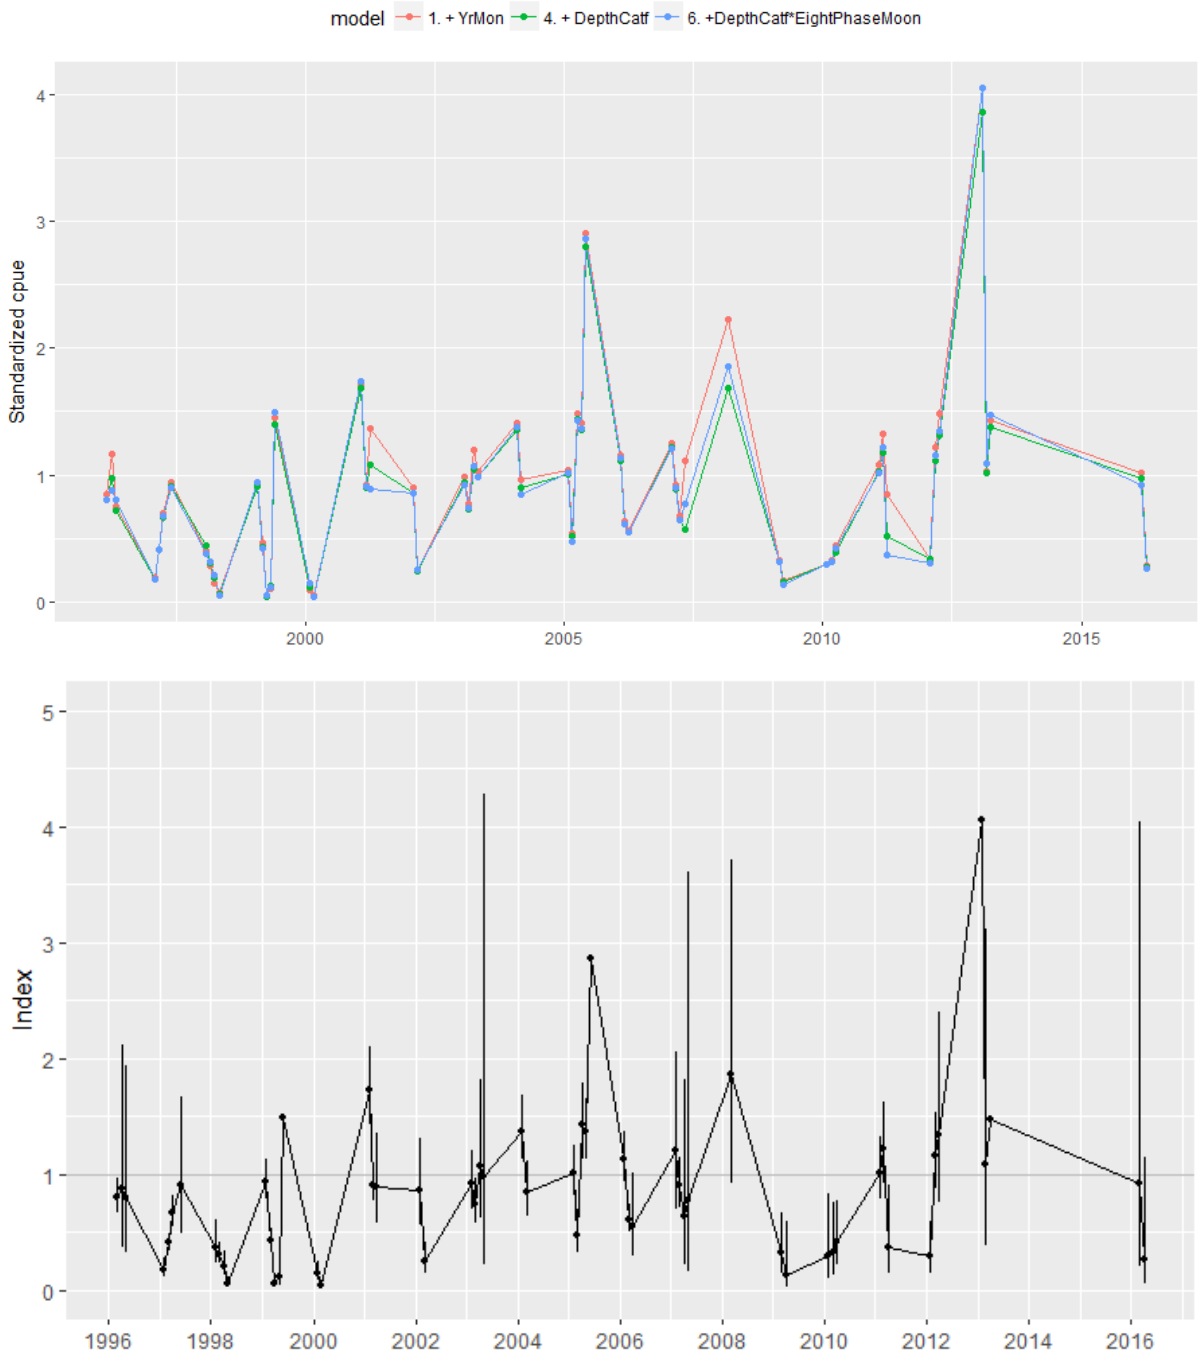 model 1. + YrMon 4. + DepthCatf 6. +DepthCatf*EightPhaseMoon
Standardized cpue
4
3
2
1
0
2000 2005 2010 2015
Index
5
4
3
2
1
0
1996 1998 2000 2002 2004 2006 2008 2010 2012 2014 2016